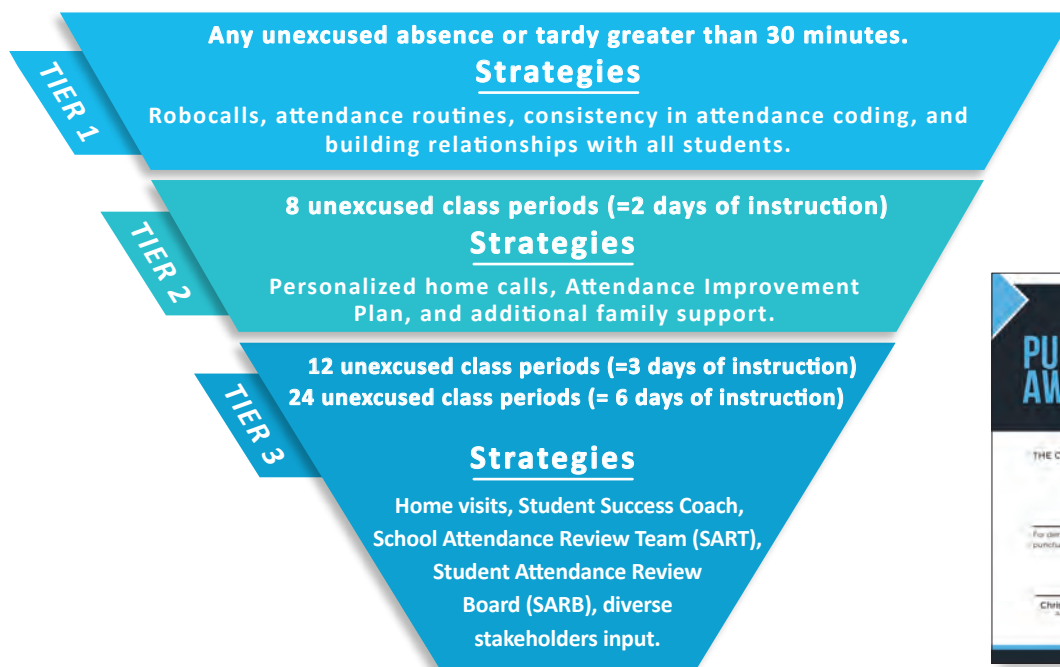 Any unexcused absence or tardy greater than 30 minutes.
Strategies
TIER 1
Robocalls, attendance routines, consistency in attendance coding, and
building relationships with all students.
8 unexcused class periods (=2 days of instruction)
Strategies
TIER 2
Personalized home calls, Attendance Improvement
Plan, and additional family support.
12 unexcused class periods (=3 days of instruction)
24 unexcused class periods (= 6 days of instruction)
TIER 3
Strategies
Home visits, Student Success Coach,
School Attendance Review Team (SART),
Student Attendance Review
Board (SARB), diverse
stakeholders input.
PU
AW
THE C